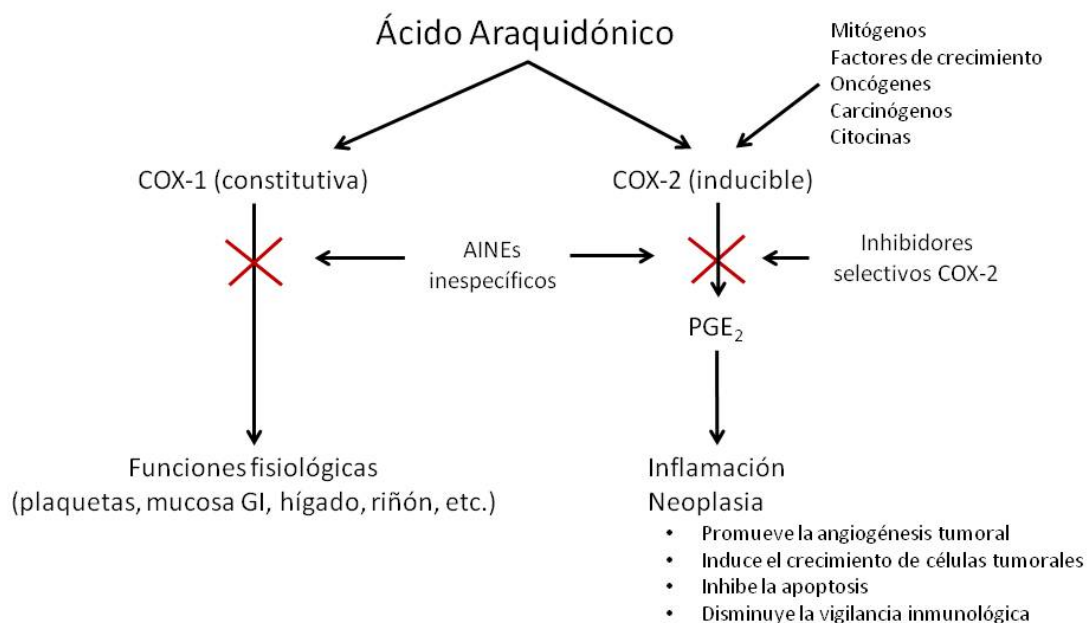 Ácido Araquidónico
Mitógenos
Factores de crecimiento
Oncógenes
Carcinógenos
Citocinas
COX-1 (constitutiva)
COX-2 (inducible)
AINEs
inespecíficos
Inhibidores
selectivos COX-2
PGE₂
Funciones fisiológicas
(plaquetas, mucosa GI, hígado, riñón, etc.)
Inflamación
Neoplasia
• Promueve la angiogénesis tumoral
• Induce el crecimiento de células tumorales
• Inhibe la apoptosis
• Disminuye la vigilancia inmunológica